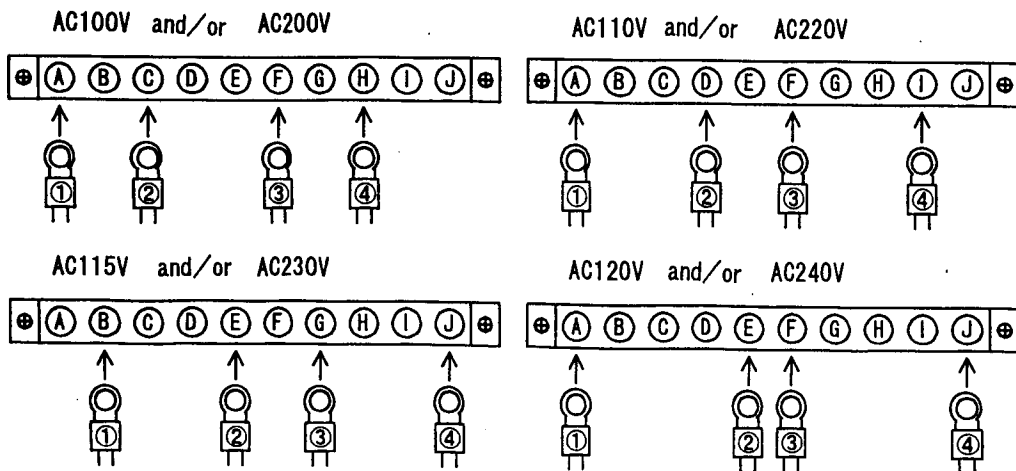 AC100V and/or AC200V
AC110V and/or AC220V
A B C D E F G H I J
A B C D E F G H I J
① ② ③ ④
① ② ③ ④
AC115V and/or AC230V
AC120V and/or AC240V
A B C D E F G H I J
A B C D E F G H I J
① ② ③ ④
① ② ③ ④